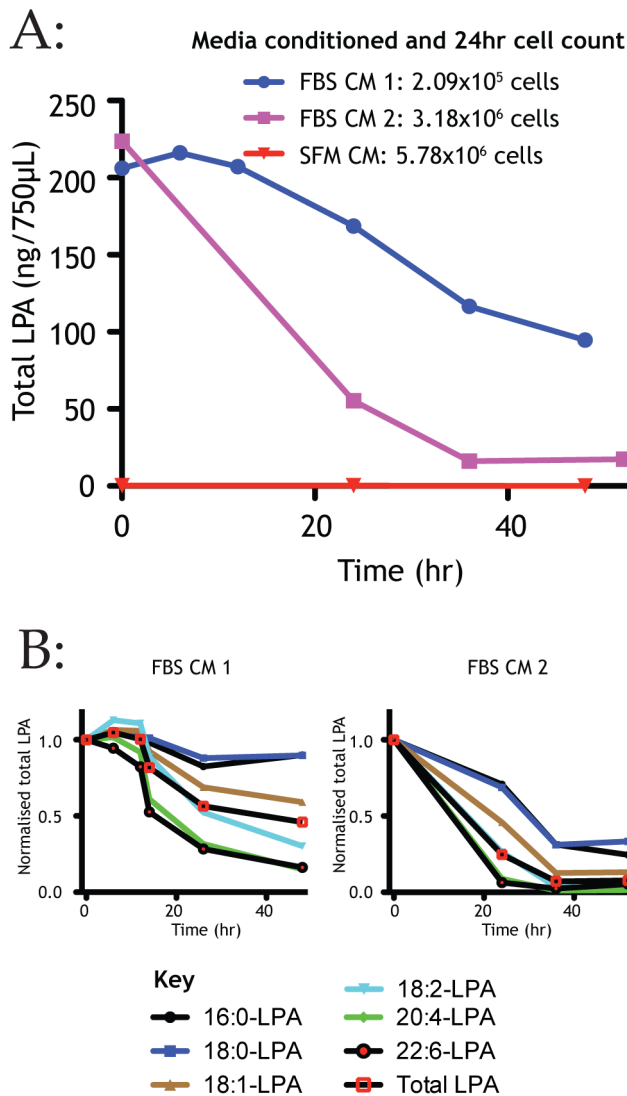 A:
Media conditioned and 24hr cell count
FBS CM 1: 2.09x10⁵ cells
FBS CM 2: 3.18x10⁶ cells
SFM CM: 5.78x10⁶ cells
Total LPA (ng/750µL)
250
200
150
100
50
0
0 20 40
Time (hr)
B:
FBS CM 1
Normalised total LPA
1.0
0.5
0.0
0 20 40
Time (hr)
FBS CM 2
Normalised total LPA
1.0
0.5
0.0
0 20 40
Time (hr)
Key
16:0-LPA
18:0-LPA
18:1-LPA
18:2-LPA
20:4-LPA
22:6-LPA
Total LPA